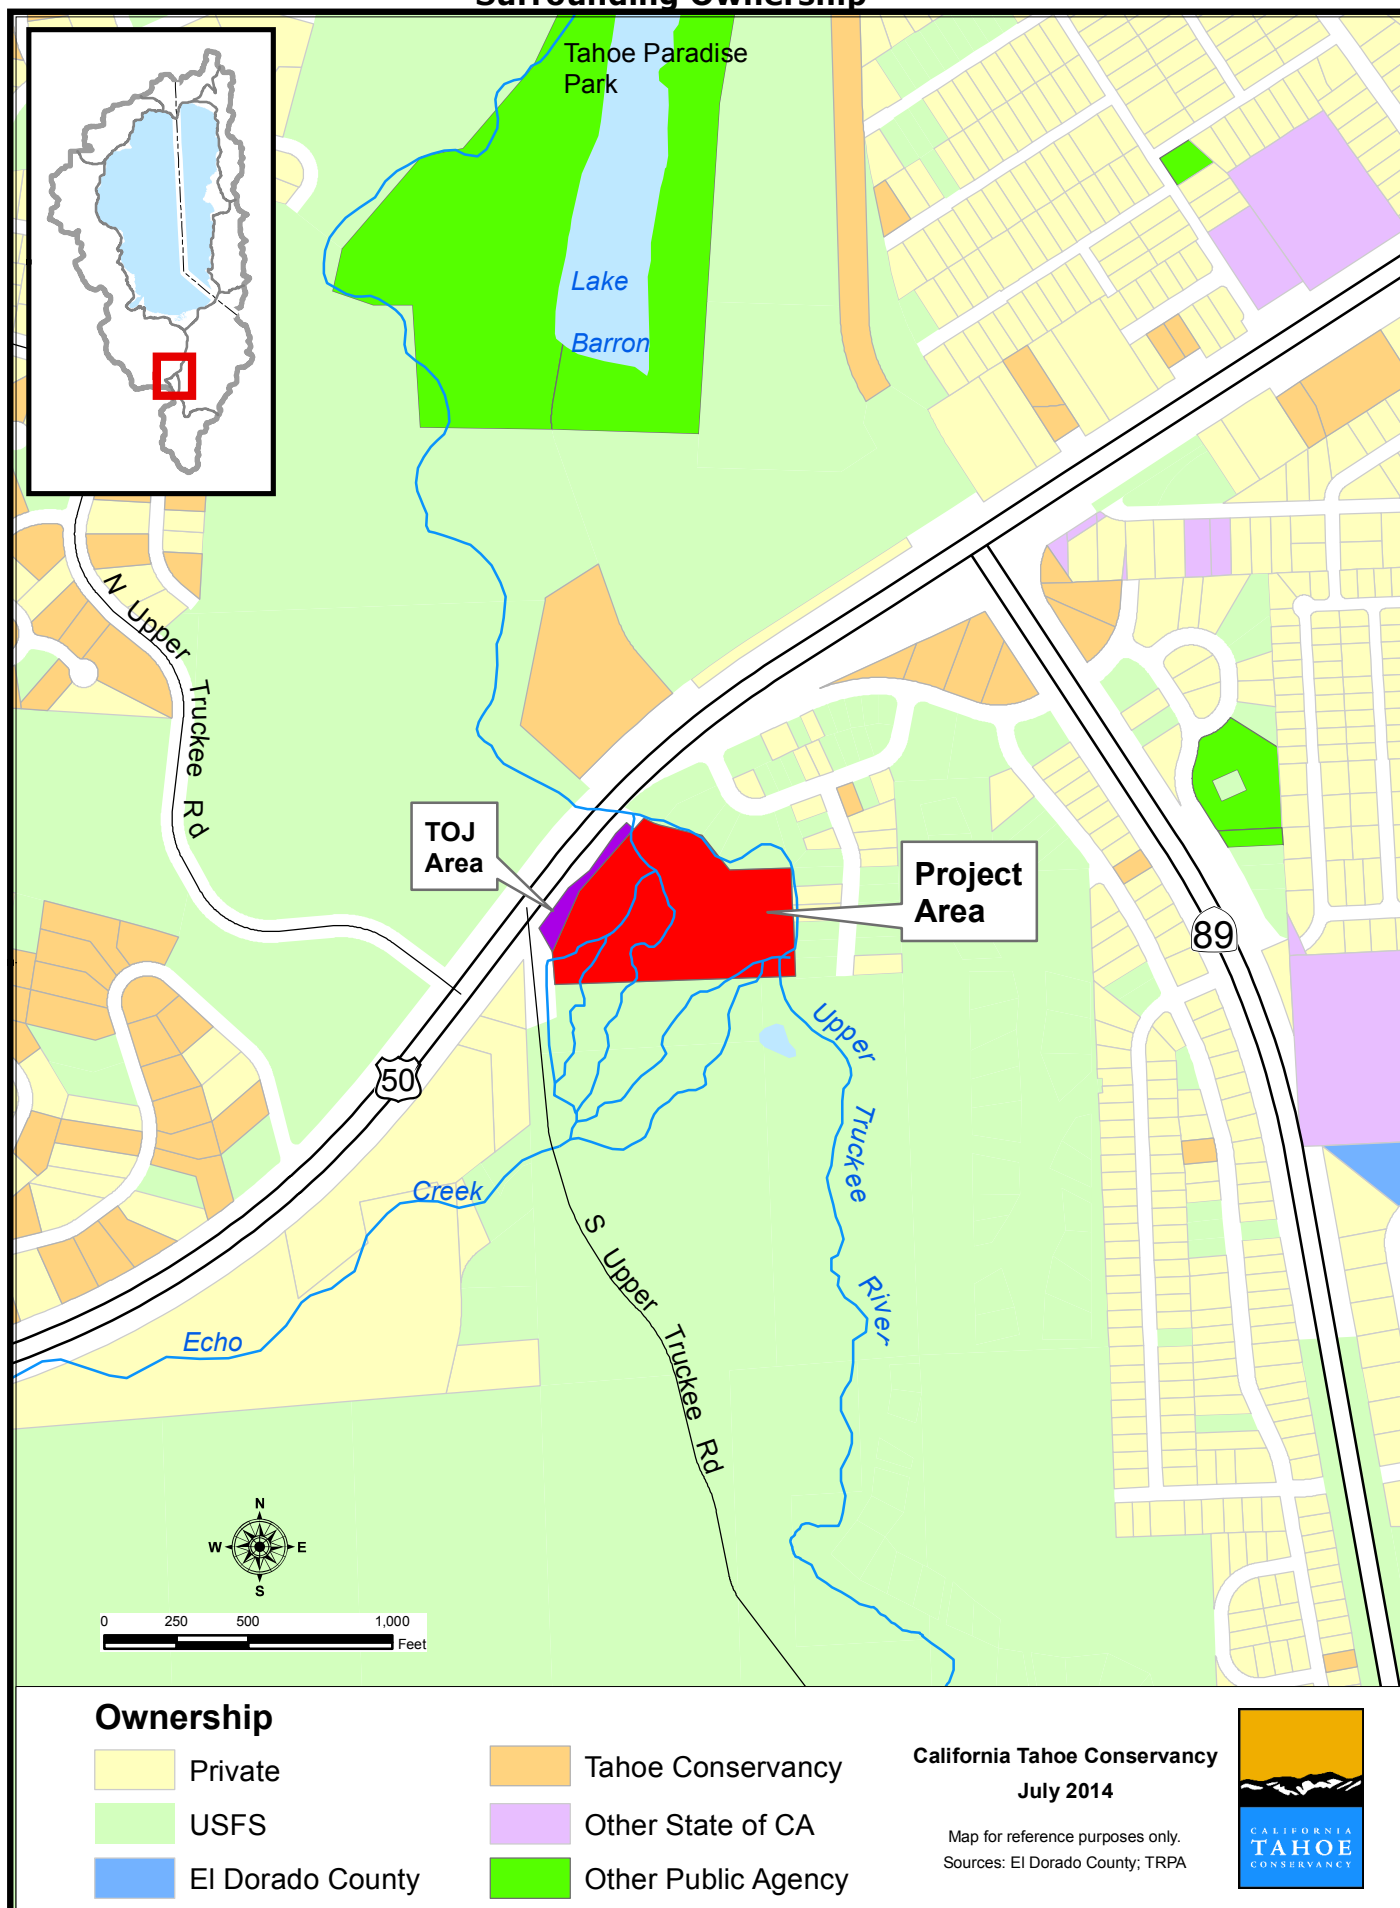 Surrounding Ownership
Tahoe Paradise
Park
Lake
Barron
N Upper Truckee Rd
TOJ
Area
Project
Area
89
50
Upper Truckee River
Creek
Echo
S Upper Truckee Rd
N
W E
S
0 250 500 1,000
Feet
Ownership
Private
USFS
El Dorado County
Tahoe Conservancy
Other State of CA
Other Public Agency
California Tahoe Conservancy
July 2014
Map for reference purposes only.
Sources: El Dorado County; TRPA
CALIFORNIA
TAHOE
CONSERVANCY